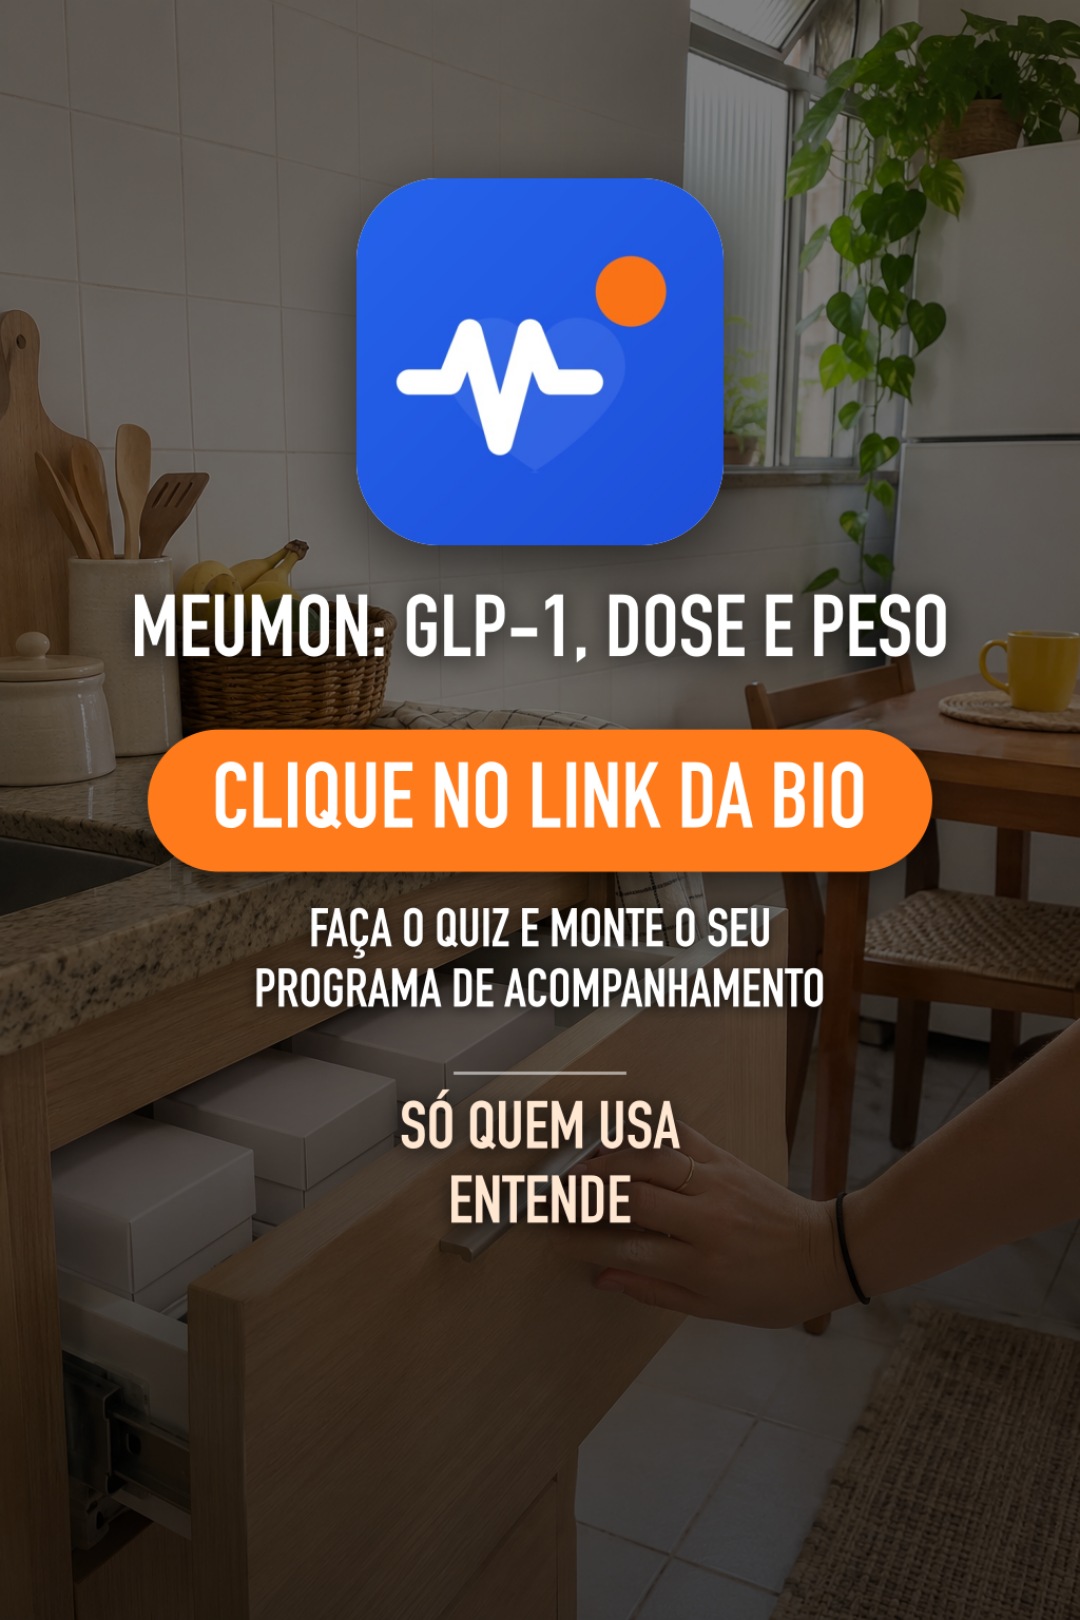 MEUMON: GLP-1, DOSE E PESO
CLIQUE NO LINK DA BIO
FAÇA O QUIZ E MONTE O SEU
PROGRAMA DE ACOMPANHAMENTO
SÓ QUEM USA
ENTENDE